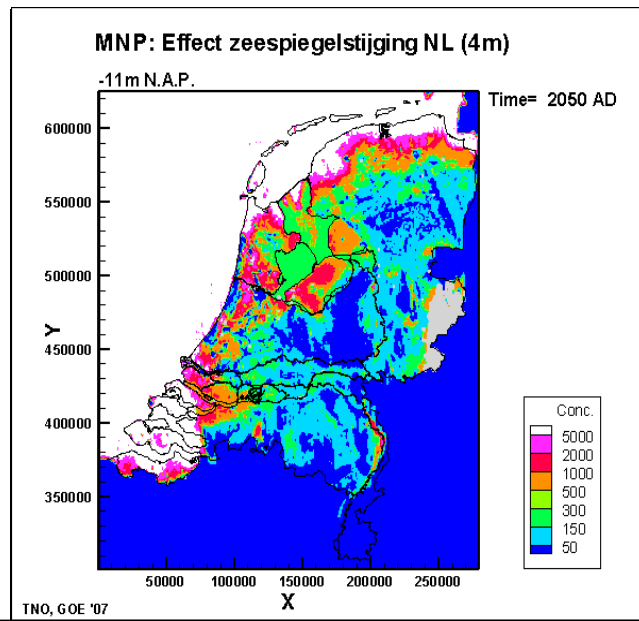 MNP: Effect zeespiegelstijging NL (4m)
-11m N.A.P.
Time= 2050 AD
600000
550000
500000
450000
400000
350000
Y
50000 100000 150000 200000 250000
X
Conc.
5000
2000
1000
500
300
150
50
TNO, GOE '07